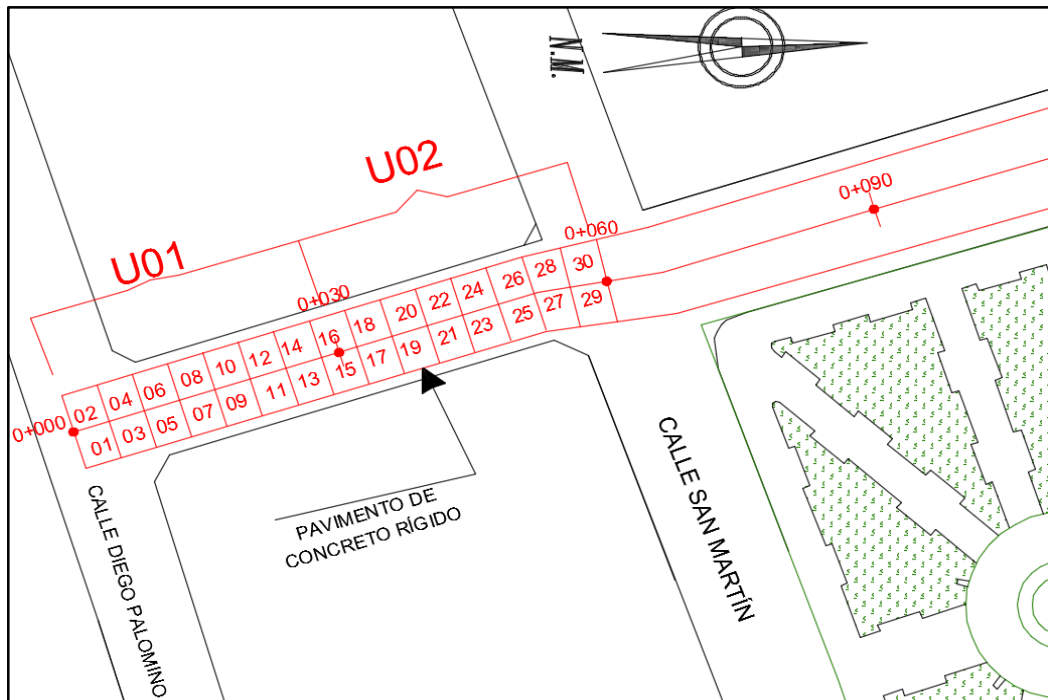 N.M.
U02
U01
0+090
0+060
0+030
0+000
02 04 06 08 10 12 14 16 18 20 22 24 26 28 30
01 03 05 07 09 11 13 15 17 19 21 23 25 27 29
PAVIMENTO DE
CONCRETO RÍGIDO
CALLE DIEGO PALOMINO
CALLE SAN MARTÍN